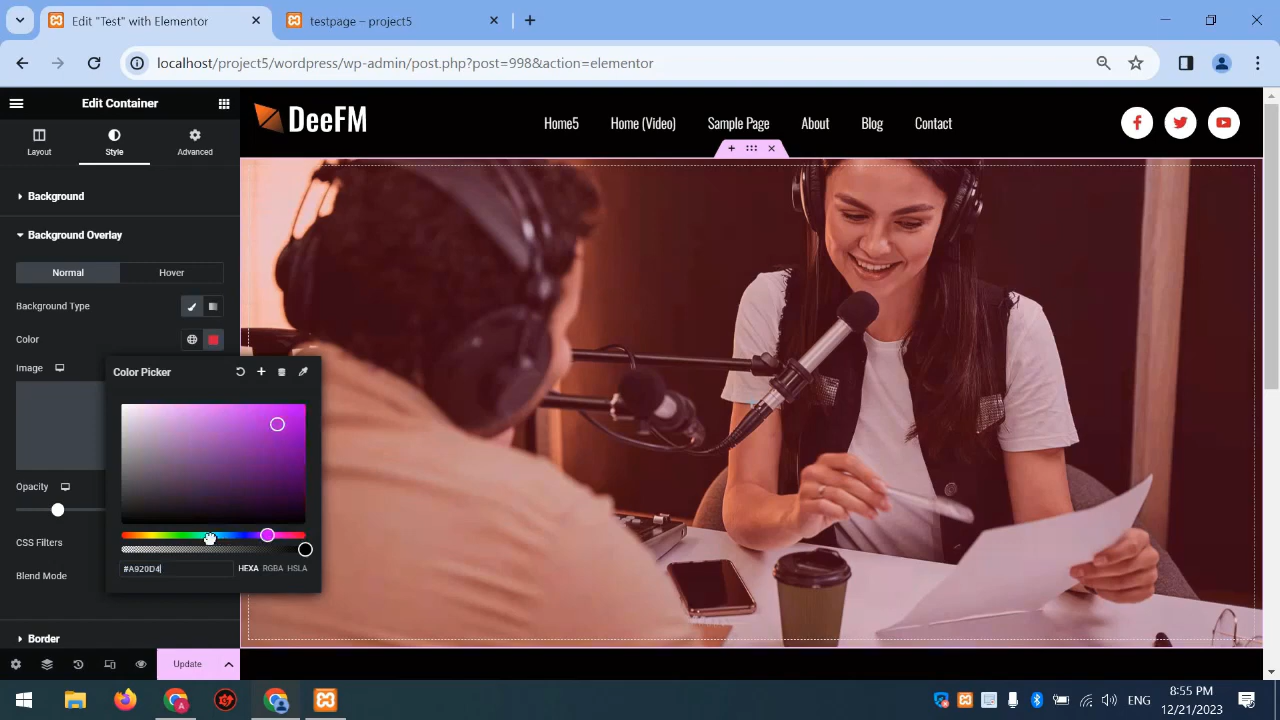 Edit "Test" with Elementor
testpage – project5
localhost/project5/wordpress/wp-admin/post.php?post=998&action=elementor
Edit Container
Layout
Style
Advanced
Background
Background Overlay
Normal
Hover
Background Type
Color
Image
Opacity
CSS Filters
Blend Mode
Color Picker
#A920D4
HEXA
RGBA
HSLA
Border
Update
DeeFM
Home5
Home (Video)
Sample Page
About
Blog
Contact
ENG
8:55 PM
12/21/2023